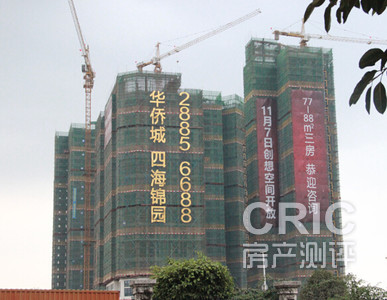 华侨城 四海锦园
2885 6688
11月7日创想空间开放
77-88m²三房 恭迎咨询
CRIC
房产测评